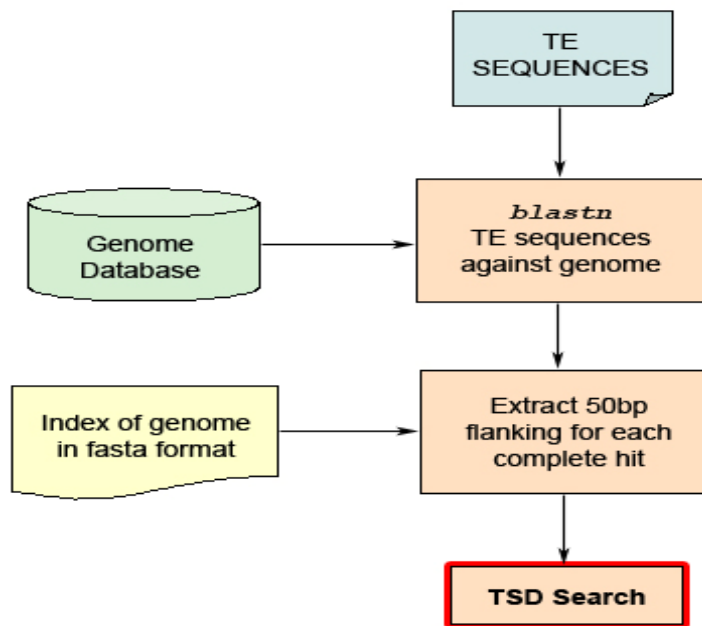 TE
SEQUENCES
blastn
TE sequences
against genome
Genome
Database
Extract 50bp
flanking for each
complete hit
Index of genome
in fasta format
TSD Search